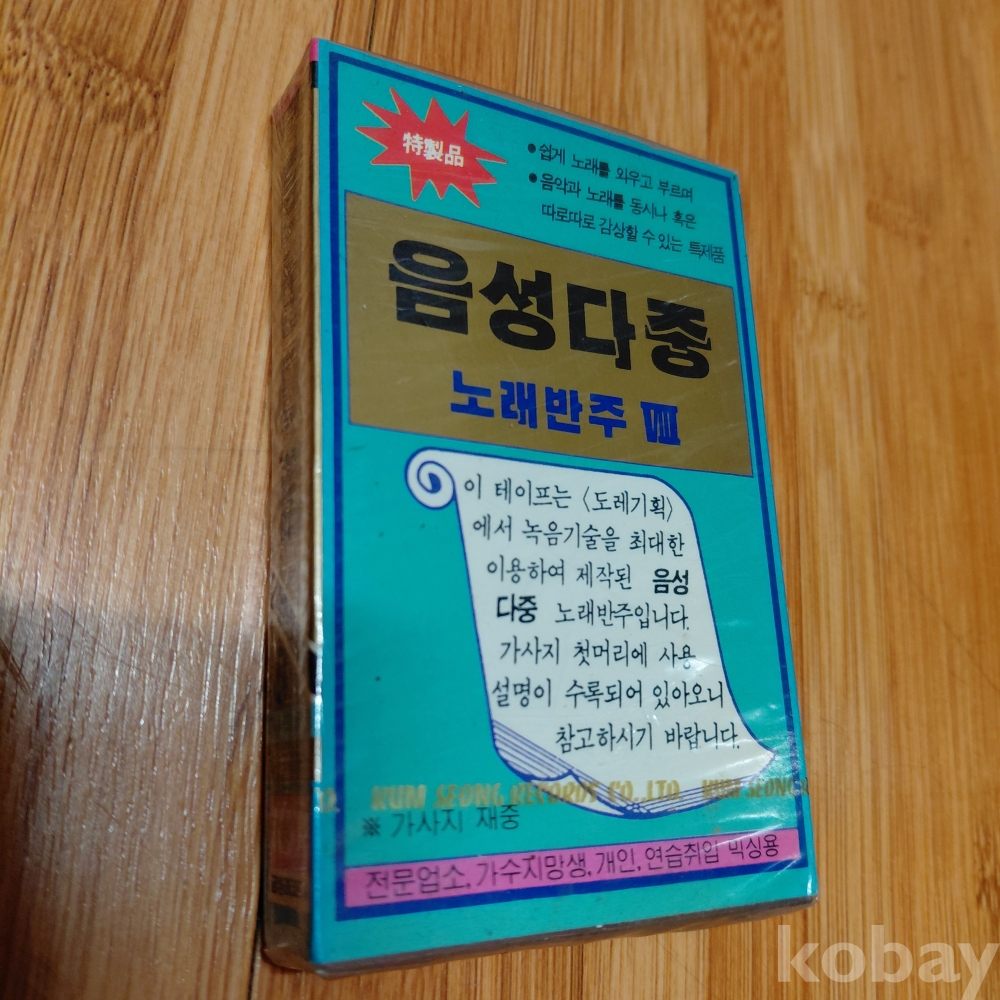 特製品
• 쉽게 노래를 외우고 부르며
• 음악과 노래를 동시나 혹은
따로따로 감상할 수 있는 특제품
음성다중
노래반주 Ⅷ
이 테이프는 〈도레기획〉
에서 녹음기술을 최대한
이용하여 제작된 음성
다중 노래반주입니다.
가사지 첫머리에 사용
설명이 수록되어 있아오니
참고하시기 바랍니다.
KUM SEONG RECORDS CO., LTD. KUM SEONG
※ 가사지 재중
전문업소, 가수지망생, 개인, 연습취입 믹싱용
kobay